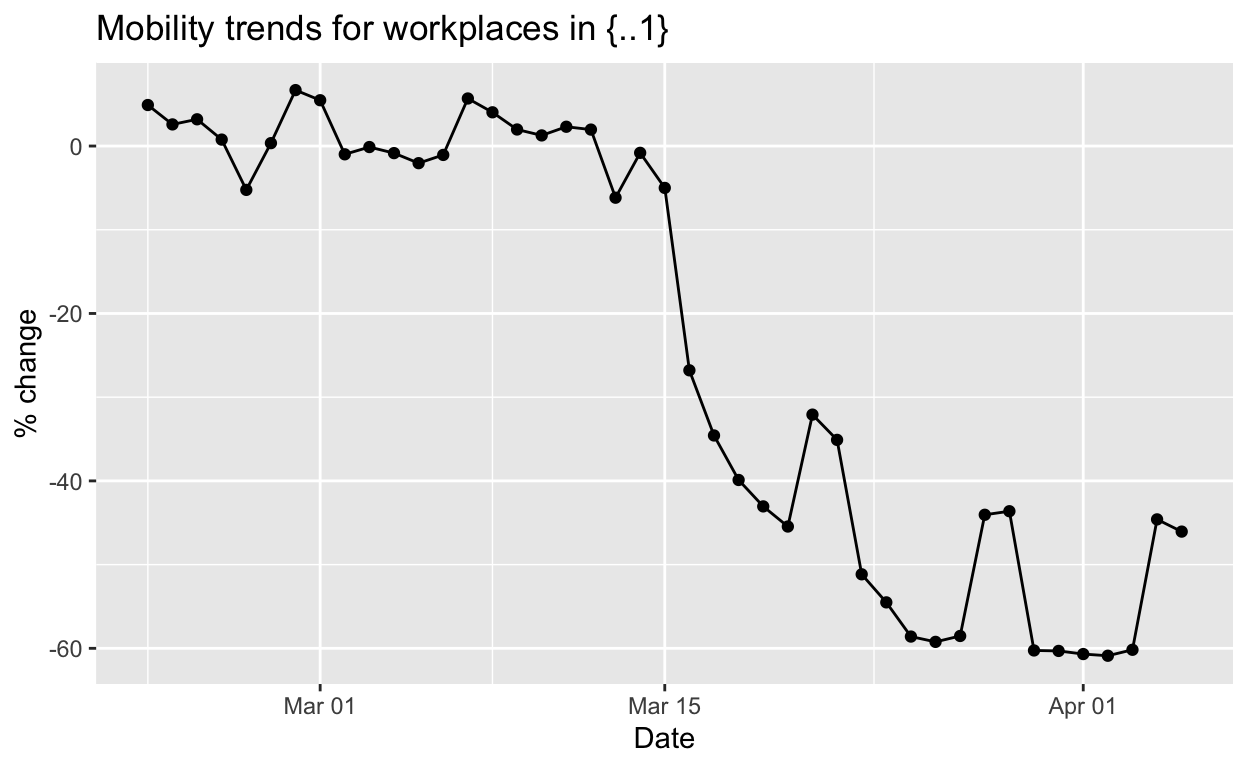 Mobility trends for workplaces in {..1}
0
-20
-40
-60
% change
Mar 01
Mar 15
Apr 01
Date